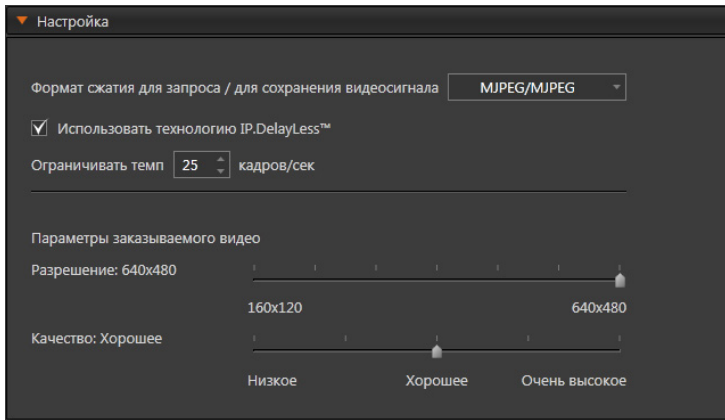 Настройка
Формат сжатия для запроса / для сохранения видеосигнала MJPEG/MJPEG
Использовать технологию IP.DelayLess™
Ограничивать темп 25 кадров/сек
Параметры заказываемого видео
Разрешение: 640x480
160x120 640x480
Качество: Хорошее
Низкое Хорошее Очень высокое